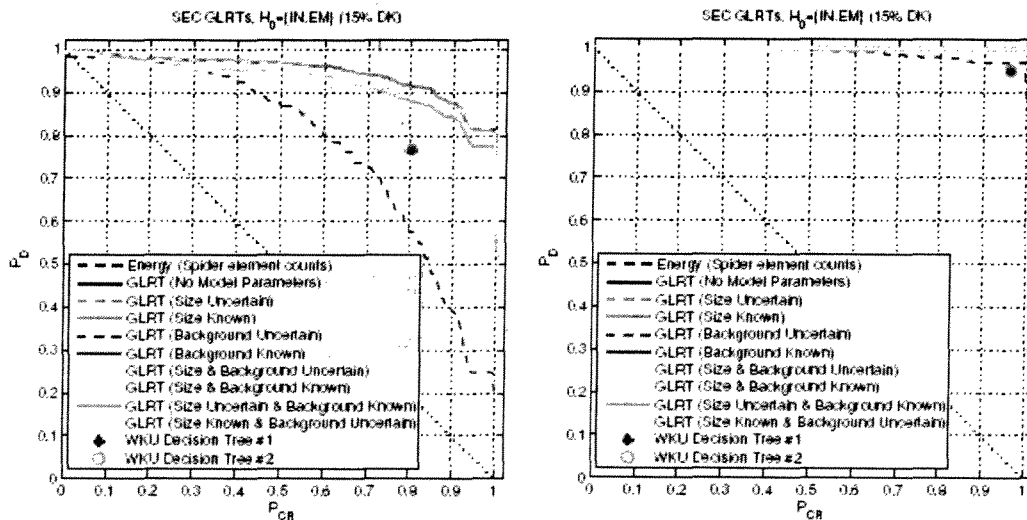 SEC GLRTs, H0={IN.EM} (15% DK)
1
0.9
0.8
0.7
0.6
0.5
0.4
0.3
0.2
0.1
0
PD
Energy (Spider element counts)
GLRT (No Model Parameters)
GLRT (Size Uncertain)
GLRT (Size Known)
GLRT (Background Uncertain)
GLRT (Background Known)
GLRT (Size & Background Uncertain)
GLRT (Size & Background Known)
GLRT (Size Uncertain & Background Known)
GLRT (Size Known & Background Uncertain)
WKU Decision Tree #1
WKU Decision Tree #2
0 0.1 0.2 0.3 0.4 0.5 0.6 0.7 0.8 0.9 1
PCR
SEC GLRTs, H0={IN.EM} (15% DK)
1
0.9
0.8
0.7
0.6
0.5
0.4
0.3
0.2
0.1
0
PD
Energy (Spider element counts)
GLRT (No Model Parameters)
GLRT (Size Uncertain)
GLRT (Size Known)
GLRT (Background Uncertain)
GLRT (Background Known)
GLRT (Size & Background Uncertain)
GLRT (Size & Background Known)
GLRT (Size Uncertain & Background Known)
GLRT (Size Known & Background Uncertain)
WKU Decision Tree #1
WKU Decision Tree #2
0 0.1 0.2 0.3 0.4 0.5 0.6 0.7 0.8 0.9 1
PCR